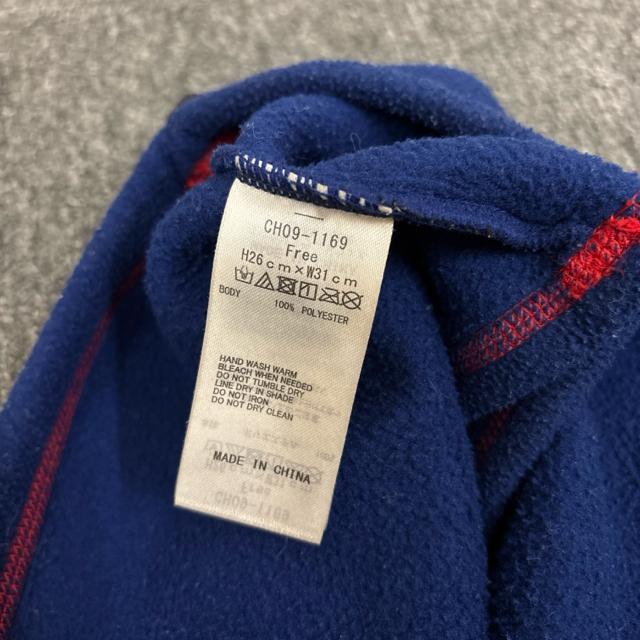 CH09-1169
Free
H26cm×W31cm
BODY 100% POLYESTER
HAND WASH WARM
BLEACH WHEN NEEDED
DO NOT TUMBLE DRY
LINE DRY IN SHADE
DO NOT IRON
DO NOT DRY CLEAN
MADE IN CHINA